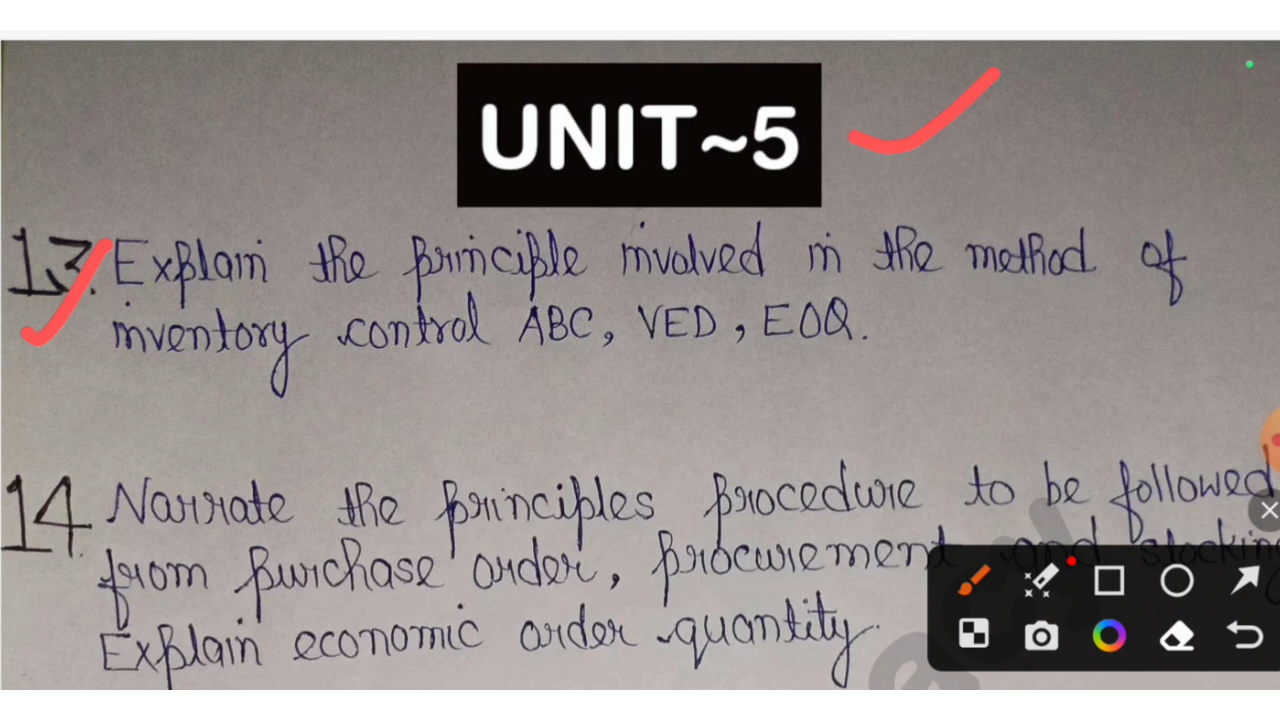 UNIT~5
13. Explain the principle involved in the method of
inventory control ABC, VED, EOQ.
14. Narrate the principles procedure to be followed
from purchase order, procurement and stocking
Explain economic order quantity.